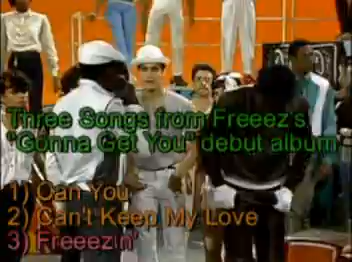 Three Songs from Freeez's
"Gonna Get You" debut album
1) Can You
2) Can't Keep My Love
3) Freeezin'